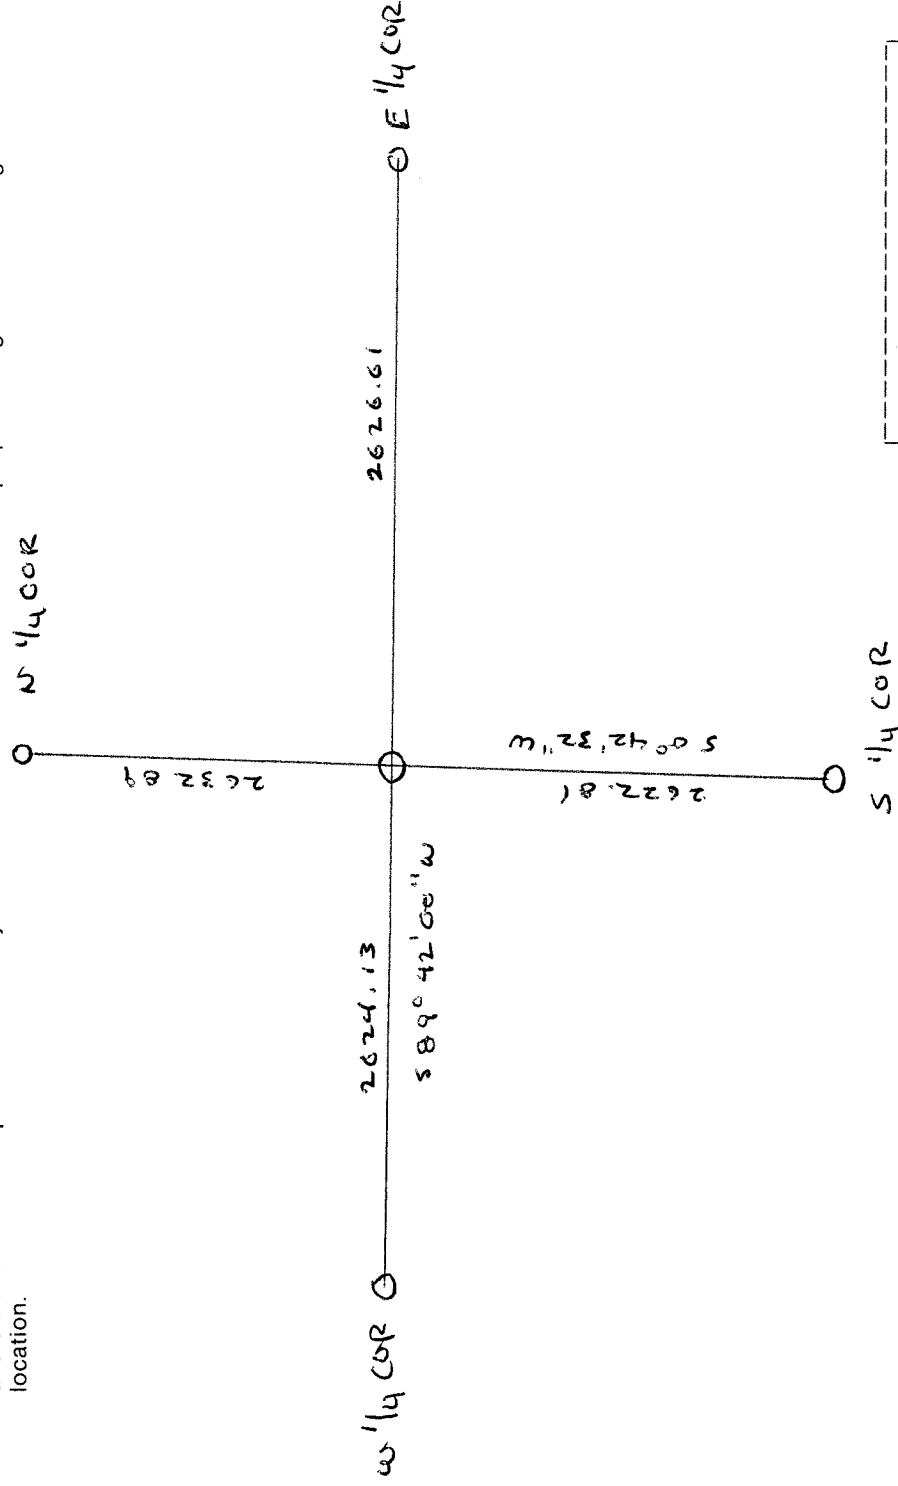 location.
N 1/4 COR
2632.89
W 1/4 COR
2624.13
S 89° 42' 00" W
2626.61
E 1/4 COR
S 0° 42' 32" W
2622.81
S 1/4 COR